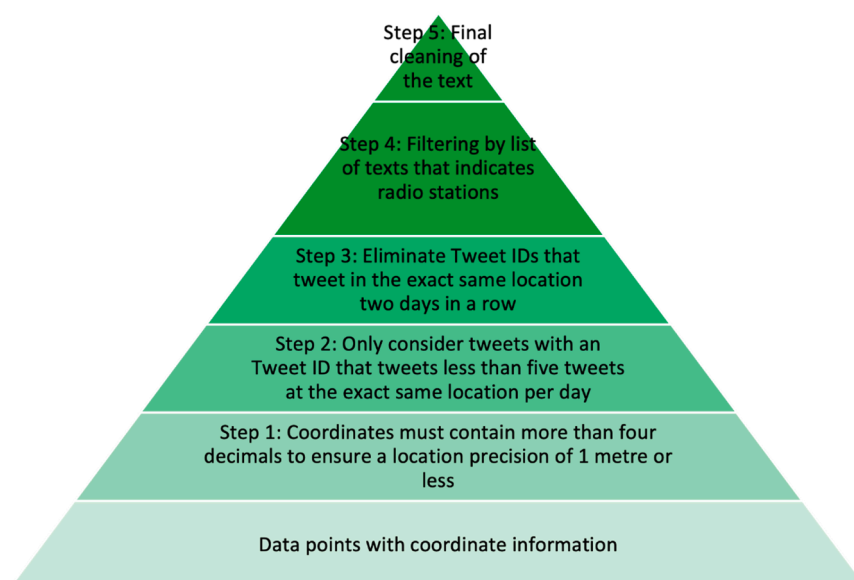 Step 5: Final
cleaning of
the text
Step 4: Filtering by list
of texts that indicates
radio stations
Step 3: Eliminate Tweet IDs that
tweet in the exact same location
two days in a row
Step 2: Only consider tweets with an
Tweet ID that tweets less than five tweets
at the exact same location per day
Step 1: Coordinates must contain more than four
decimals to ensure a location precision of 1 metre or
less
Data points with coordinate information